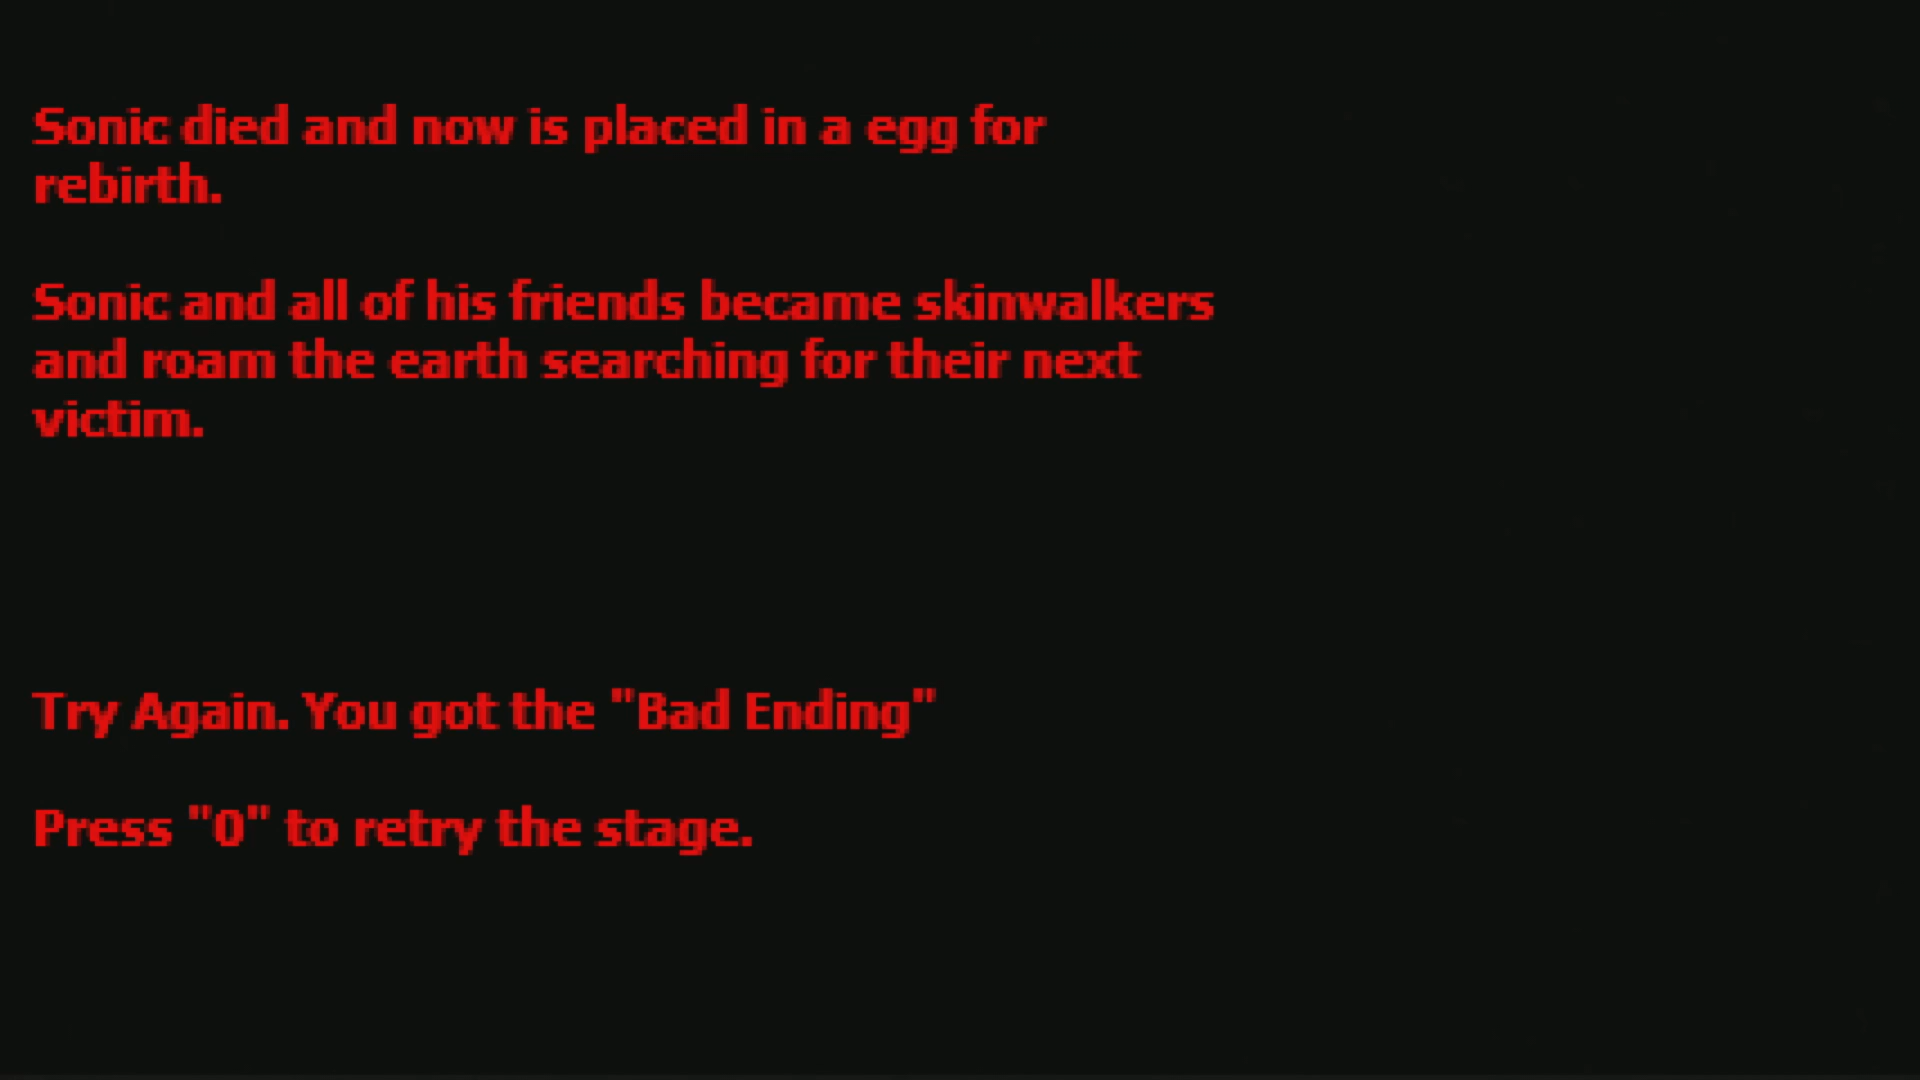 Sonic died and now is placed in a egg for
rebirth.
Sonic and all of his friends became skinwalkers
and roam the earth searching for their next
victim.
Try Again. You got the "Bad Ending"
Press "0" to retry the stage.